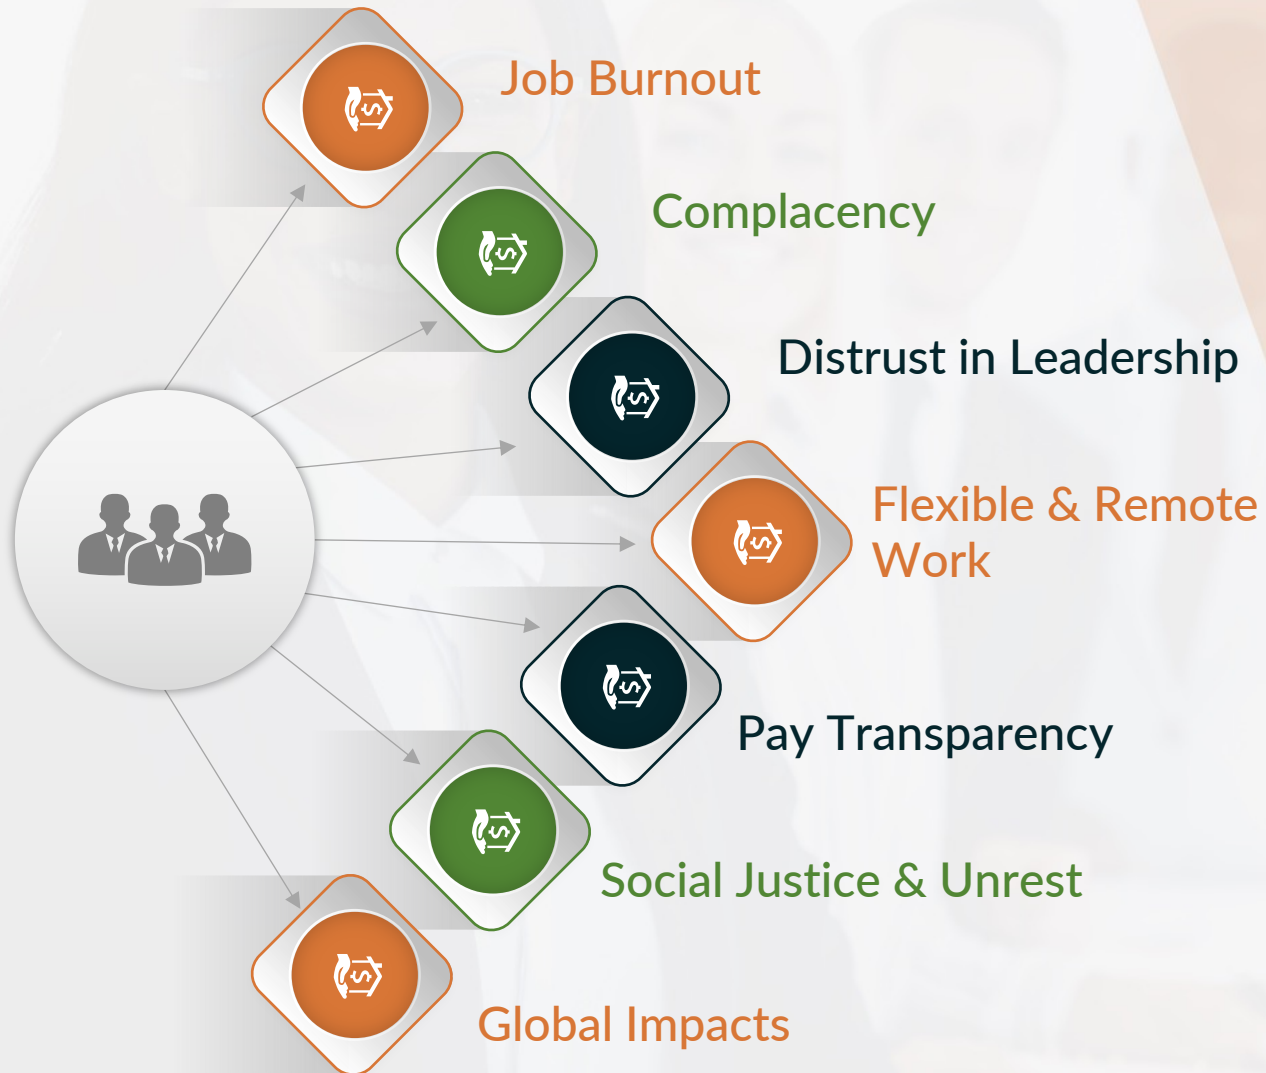 Job Burnout
Complacency
Distrust in Leadership
Flexible & Remote
Work
Pay Transparency
Social Justice & Unrest
Global Impacts